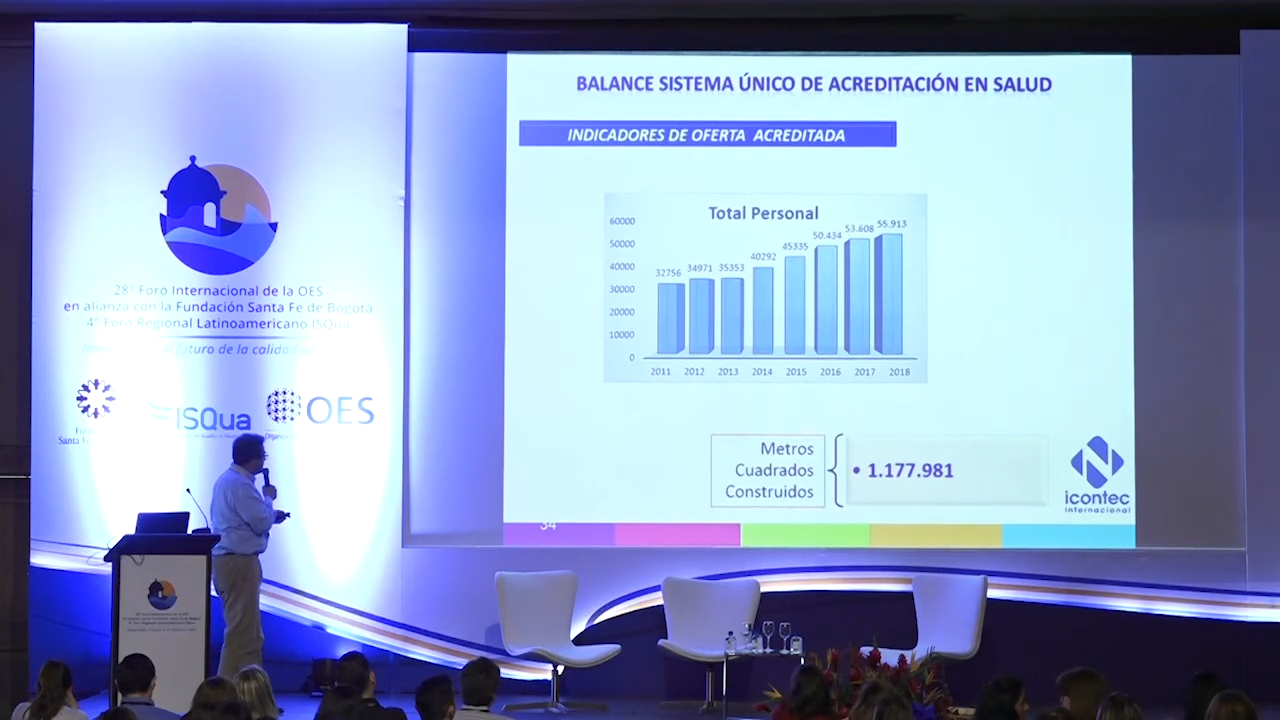 BALANCE SISTEMA ÚNICO DE ACREDITACIÓN EN SALUD
INDICADORES DE OFERTA ACREDITADA
Total Personal
60000
50000
40000
30000
20000
10000
0
32756
34971
35353
40292
45335
50.434
53.608
55.913
2011 2012 2013 2014 2015 2016 2017 2018
Metros
Cuadrados
Construidos
• 1.177.981
icontec
internacional
34
28° Foro Internacional de la OES
en alianza con la Fundación Santa Fe de Bogotá
4° Foro Regional Latinoamericano ISQua
futuro de la calidad
Santa Fe
ISQua
OES